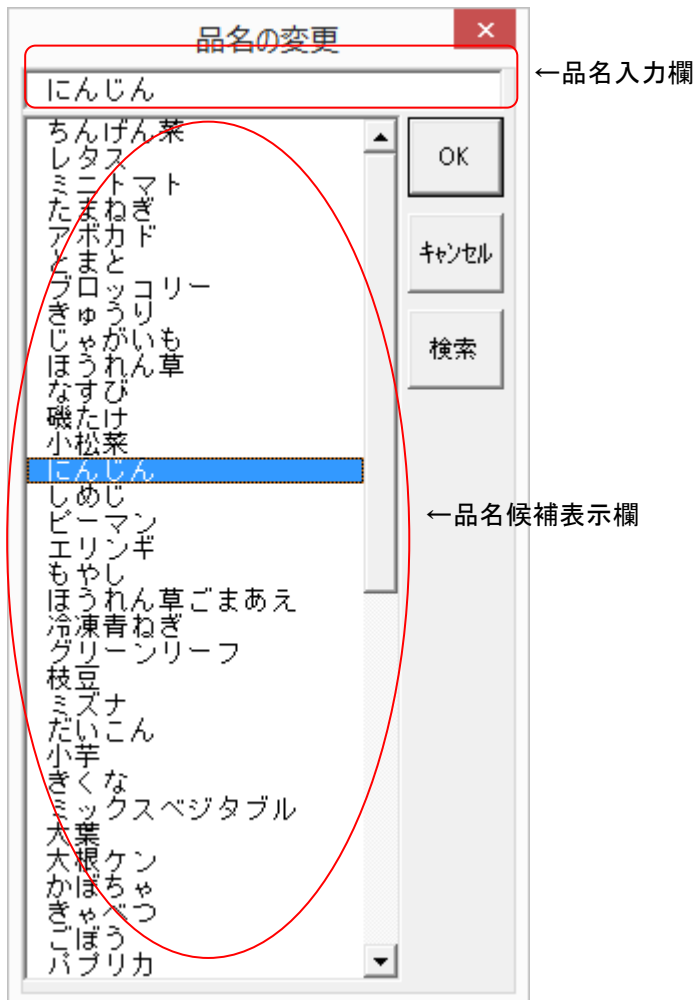 品名の変更
にんじん
←品名入力欄
ちんげん菜
レタス
ミニトマト
たまねぎ
アボカド
とまと
ブロッコリー
きゅうり
じゃがいも
ほうれん草
なすび
磯たけ
小松菜
にんじん
しめじ
ピーマン
エリンギ
もやし
ほうれん草ごまあえ
冷凍青ねぎ
グリーンリーフ
枝豆
ミズナ
だいこん
小芋
きくな
ミックスベジタブル
大葉
大根ケン
かぼちゃ
きゃべつ
ごぼう
パプリカ
OK
キャンセル
検索
←品名候補表示欄